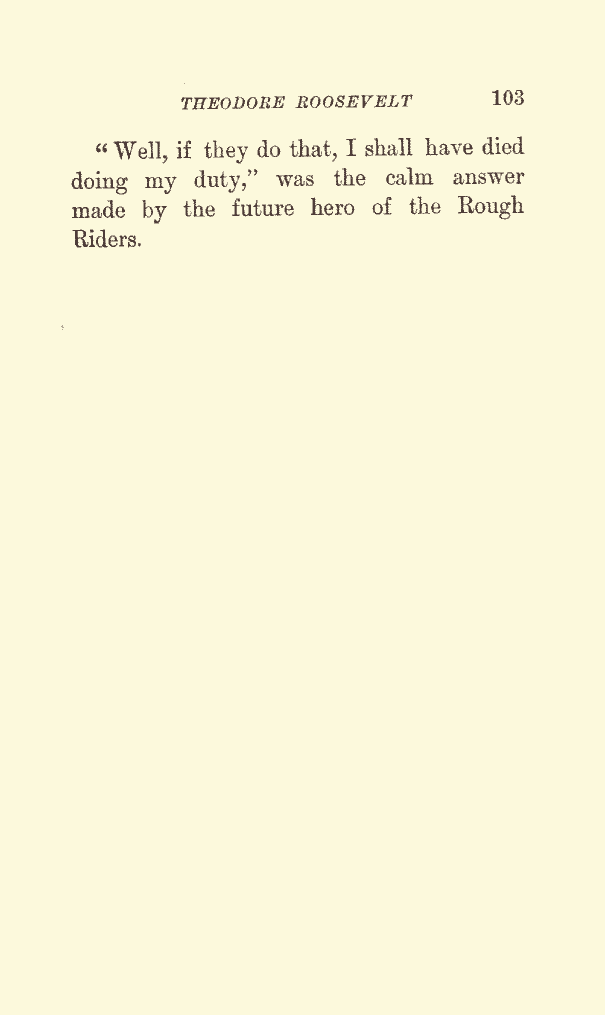 THEODORE ROOSEVELT 103
“Well, if they do that, I shall have died
doing my duty,” was the calm answer
made by the future hero of the Rough
Riders.